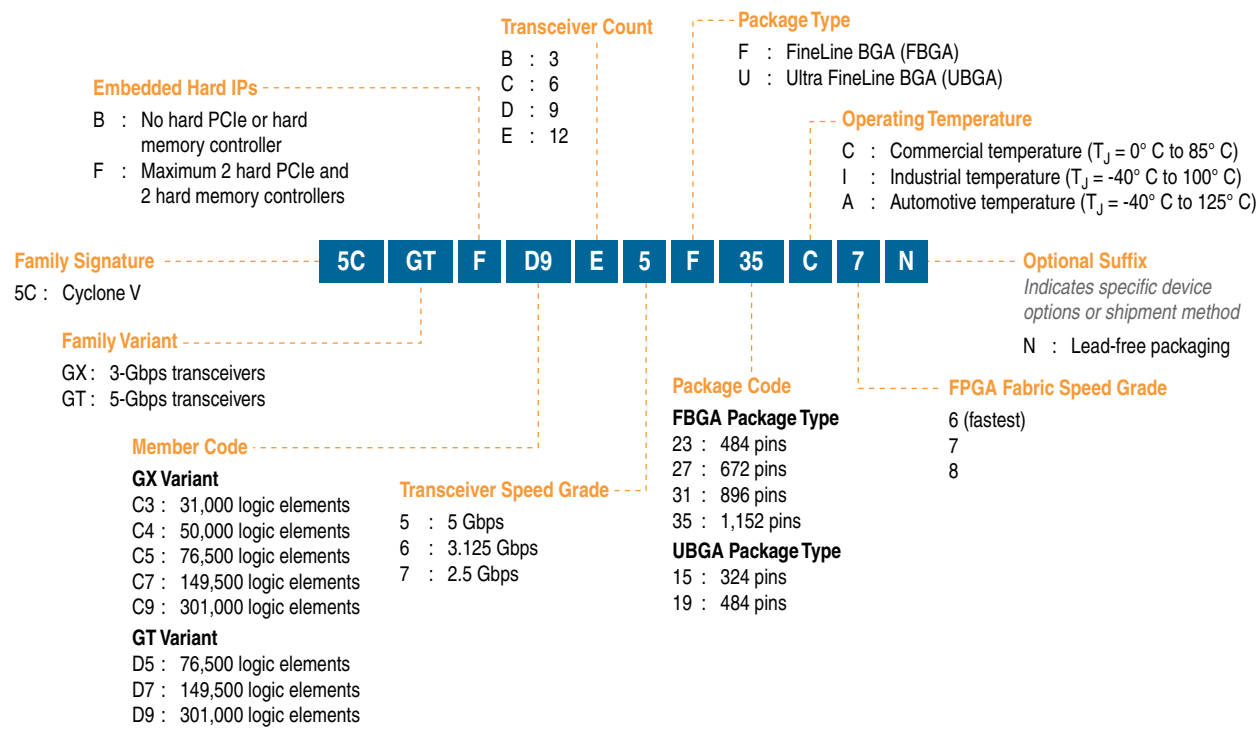 Transceiver Count
B : 3
C : 6
D : 9
E : 12
Package Type
F : FineLine BGA (FBGA)
U : Ultra FineLine BGA (UBGA)
Embedded Hard IPs
B : No hard PCIe or hard
memory controller
F : Maximum 2 hard PCIe and
2 hard memory controllers
Operating Temperature
C : Commercial temperature (TJ = 0° C to 85° C)
I : Industrial temperature (TJ = -40° C to 100° C)
A : Automotive temperature (TJ = -40° C to 125° C)
Family Signature
5C : Cyclone V
5C GT F D9 E 5 F 35 C 7 N
Optional Suffix
Indicates specific device
options or shipment method
N : Lead-free packaging
Family Variant
GX : 3-Gbps transceivers
GT : 5-Gbps transceivers
Member Code
GX Variant
C3 : 31,000 logic elements
C4 : 50,000 logic elements
C5 : 76,500 logic elements
C7 : 149,500 logic elements
C9 : 301,000 logic elements
GT Variant
D5 : 76,500 logic elements
D7 : 149,500 logic elements
D9 : 301,000 logic elements
Transceiver Speed Grade
5 : 5 Gbps
6 : 3.125 Gbps
7 : 2.5 Gbps
Package Code
FBGA Package Type
23 : 484 pins
27 : 672 pins
31 : 896 pins
35 : 1,152 pins
UBGA Package Type
15 : 324 pins
19 : 484 pins
FPGA Fabric Speed Grade
6 (fastest)
7
8